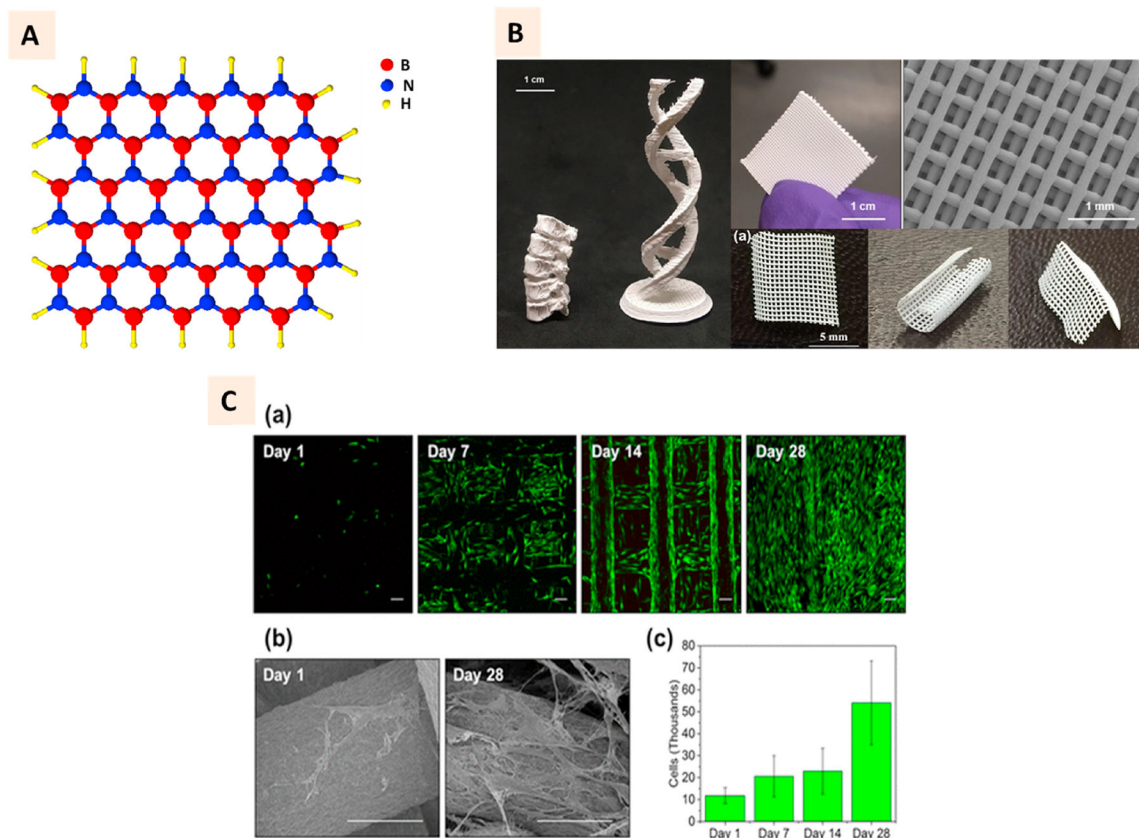 A
B
N
H
B
1 cm
1 cm
1 mm
(a)
5 mm
C
(a)
Day 1
Day 7
Day 14
Day 28
(b)
Day 1
Day 28
(c)
80
70
60
50
40
30
20
10
0
Cells (Thousands)
Day 1 Day 7 Day 14 Day 28